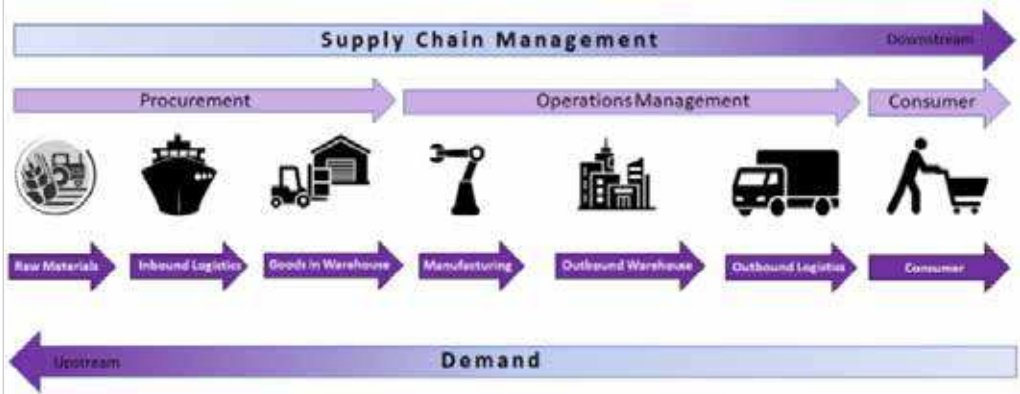 Supply Chain Management
Downstream
Procurement
Operations Management
Consumer
Raw Materials
Inbound Logistics
Goods in Warehouse
Manufacturing
Outbound Warehouse
Outbound Logistics
Consumer
Upstream
Demand